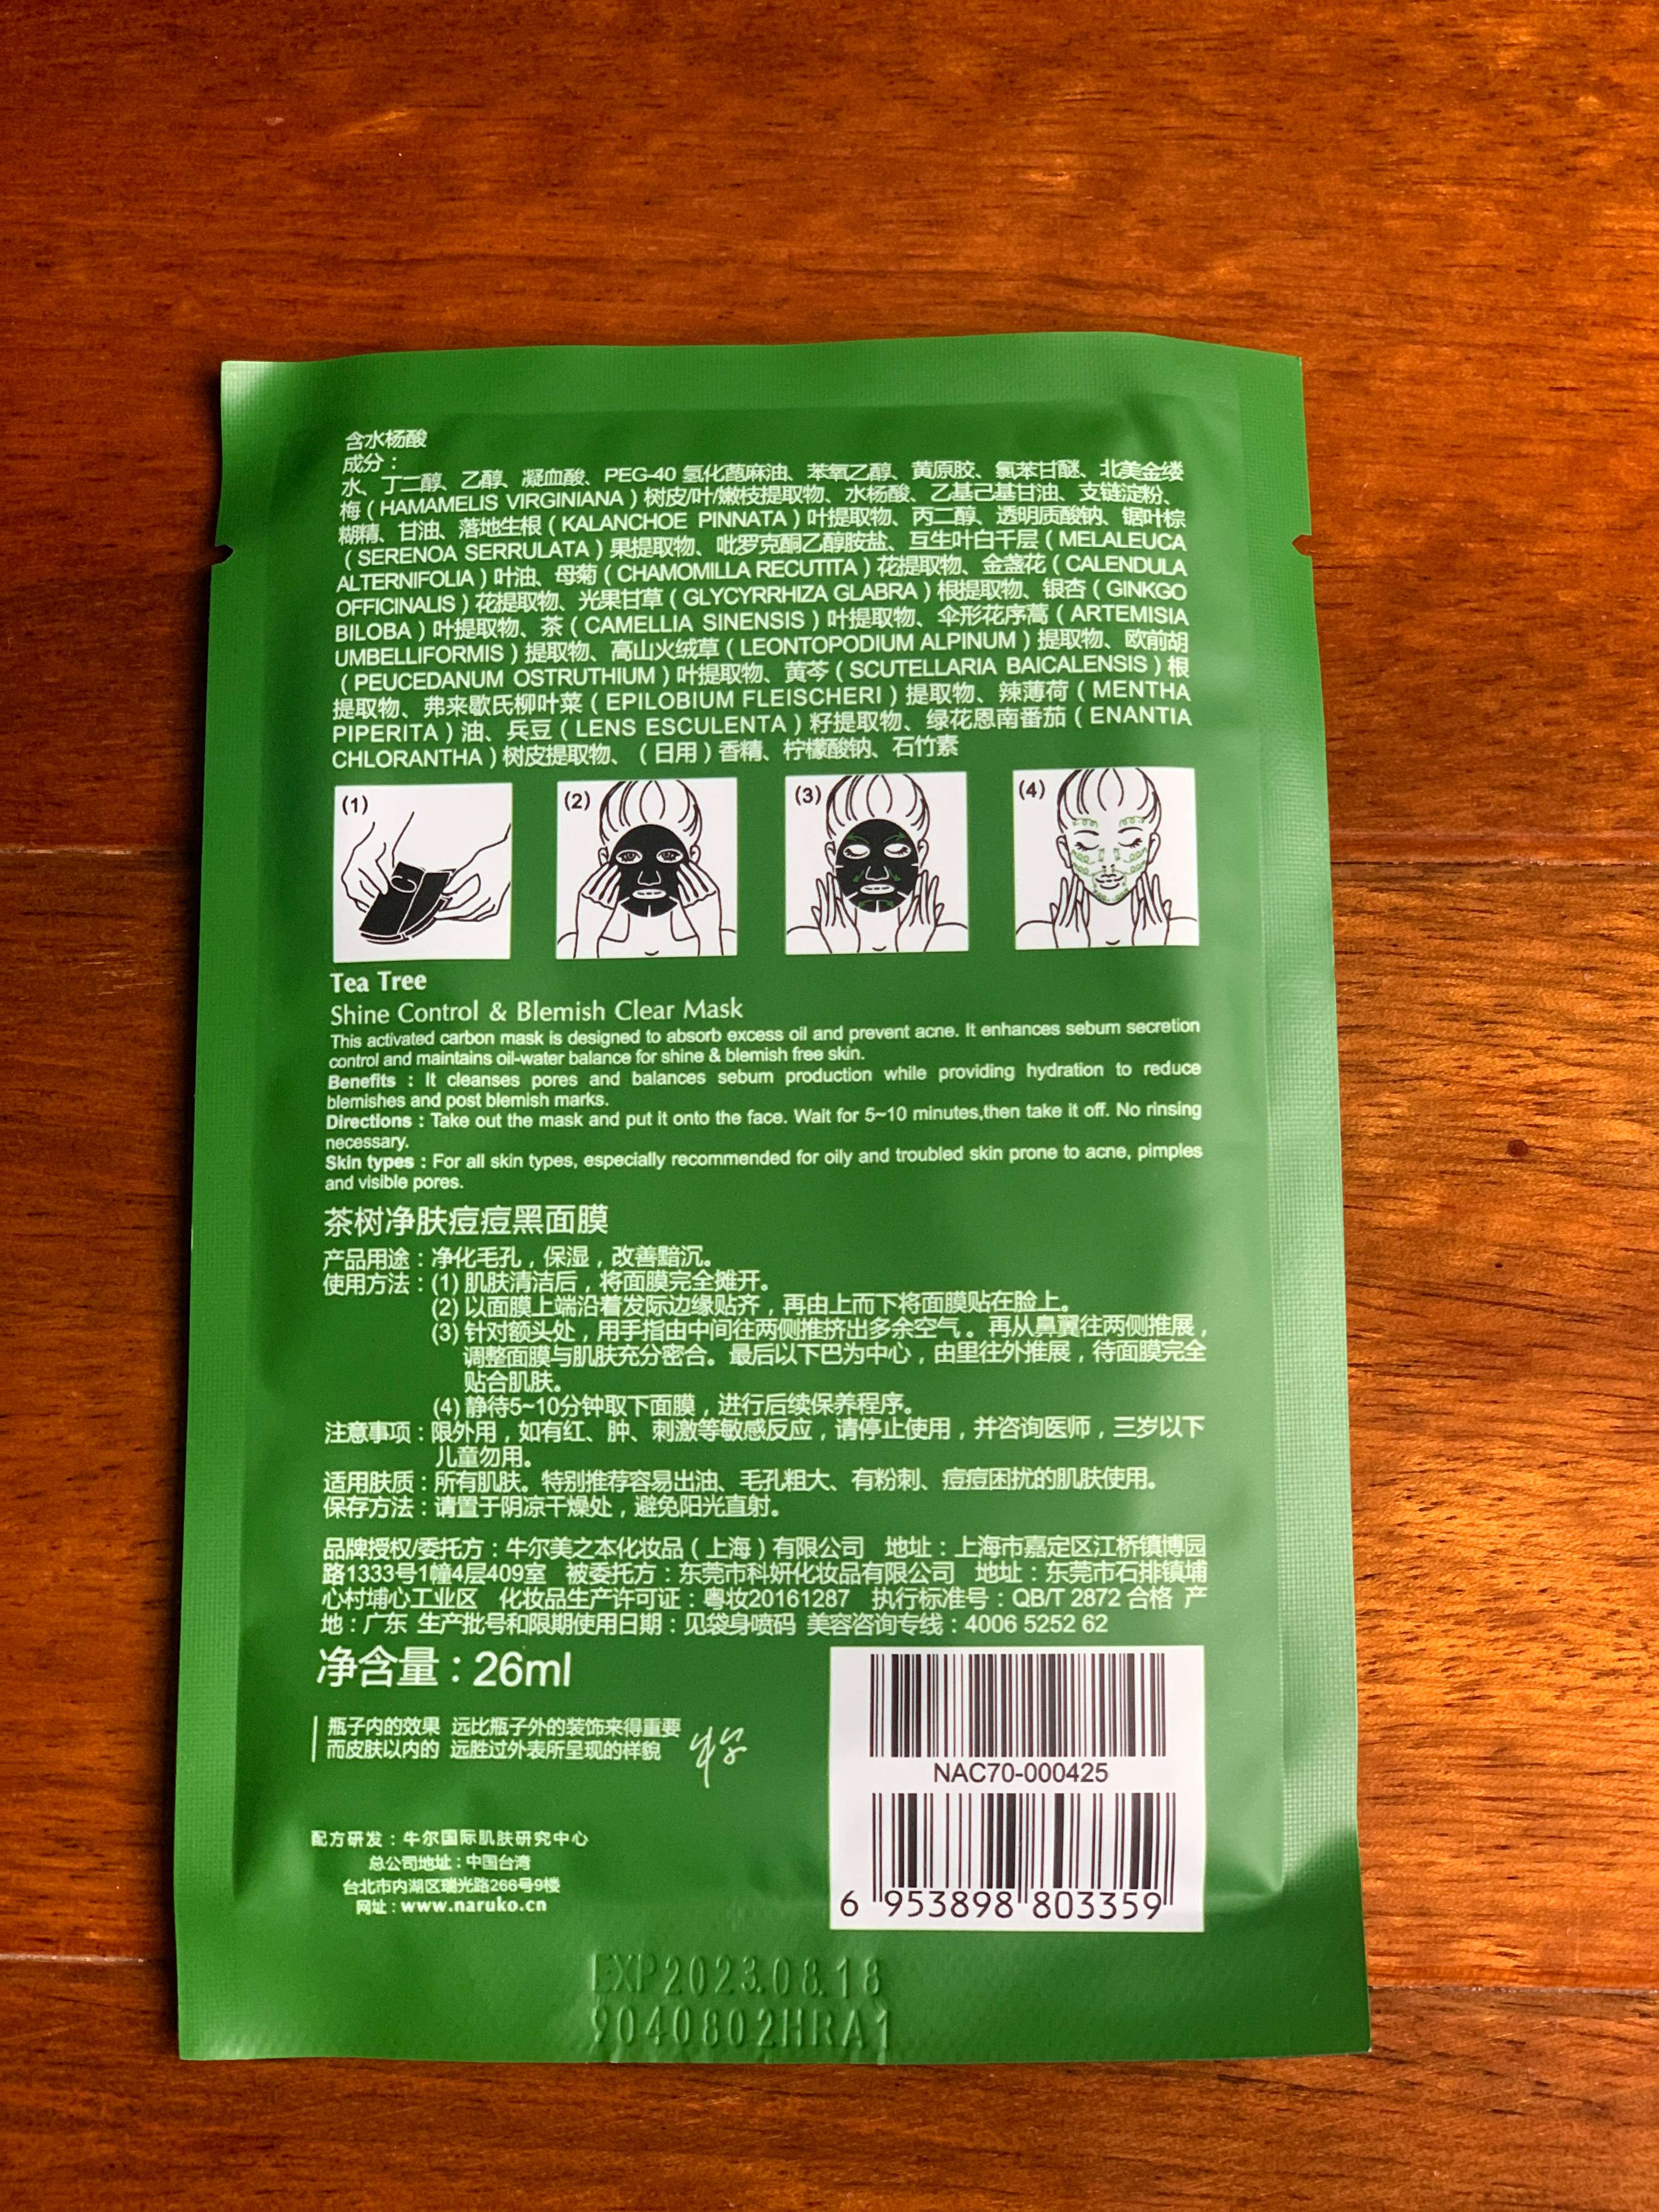 含水杨酸
成分：
水、丁二醇、乙醇、凝血酸、PEG-40 氢化蓖麻油、苯氧乙醇、黄原胶、氯苯甘醚、北美金缕
梅（HAMAMELIS VIRGINIANA）树皮/叶/嫩枝提取物、水杨酸、乙基己基甘油、支链淀粉、
糊精、甘油、落地生根（KALANCHOE PINNATA）叶提取物、丙二醇、透明质酸钠、锯叶棕
（SERENOA SERRULATA）果提取物、吡罗克酮乙醇胺盐、互生叶白千层（MELALEUCA
ALTERNIFOLIA）叶油、母菊（CHAMOMILLA RECUTITA）花提取物、金盏花（CALENDULA
OFFICINALIS）花提取物、光果甘草（GLYCYRRHIZA GLABRA）根提取物、银杏（GINKGO
BILOBA）叶提取物、茶（CAMELLIA SINENSIS）叶提取物、伞形花序蒿（ARTEMISIA
UMBELLIFORMIS）提取物、高山火绒草（LEONTOPODIUM ALPINUM）提取物、欧前胡
（PEUCEDANUM OSTRUTHIUM）叶提取物、黄芩（SCUTELLARIA BAICALENSIS）根
提取物、弗来歇氏柳叶菜（EPILOBIUM FLEISCHERI）提取物、辣薄荷（MENTHA
PIPERITA）油、兵豆（LENS ESCULENTA）籽提取物、绿花恩南番茄（ENANTIA
CHLORANTHA）树皮提取物、（日用）香精、柠檬酸钠、石竹素
(1)
(2)
(3)
(4)
Tea Tree
Shine Control & Blemish Clear Mask
This activated carbon mask is designed to absorb excess oil and prevent acne. It enhances sebum secretion
control and maintains oil-water balance for shine & blemish free skin.
Benefits : It cleanses pores and balances sebum production while providing hydration to reduce
blemishes and post blemish marks.
Directions : Take out the mask and put it onto the face. Wait for 5~10 minutes,then take it off. No rinsing
necessary.
Skin types : For all skin types, especially recommended for oily and troubled skin prone to acne, pimples
and visible pores.
茶树净肤痘痘黑面膜
产品用途：净化毛孔，保湿，改善黯沉。
使用方法：(1) 肌肤清洁后，将面膜完全摊开。
(2) 以面膜上端沿着发际边缘贴齐，再由上而下将面膜贴在脸上。
(3) 针对额头处，用手指由中间往两侧推挤出多余空气。再从鼻翼往两侧推展，
调整面膜与肌肤充分密合。最后以下巴为中心，由里往外推展，待面膜完全
贴合肌肤。
(4) 静待5~10分钟取下面膜，进行后续保养程序。
注意事项：限外用，如有红、肿、刺激等敏感反应，请停止使用，并咨询医师，三岁以下
儿童勿用。
适用肤质：所有肌肤。特别推荐容易出油、毛孔粗大、有粉刺、痘痘困扰的肌肤使用。
保存方法：请置于阴凉干燥处，避免阳光直射。
品牌授权/委托方：牛尔美之本化妆品（上海）有限公司 地址：上海市嘉定区江桥镇博园
路1333号1幢4层409室 被委托方：东莞市科妍化妆品有限公司 地址：东莞市石排镇埔
心村埔心工业区 化妆品生产许可证：粤妆20161287 执行标准号：QB/T 2872 合格 产
地：广东 生产批号和限期使用日期：见袋身喷码 美容咨询专线：4006 5252 62
净含量：26ml
瓶子内的效果 远比瓶子外的装饰来得重要
而皮肤以内的 远胜过外表所呈现的样貌
牛尔
NAC70-000425
6 953898 803359
配方研发：牛尔国际肌肤研究中心
总公司地址：中国台湾
台北市内湖区瑞光路266号9楼
网址：www.naruko.cn
EXP2023.08.18
9040802HRA1